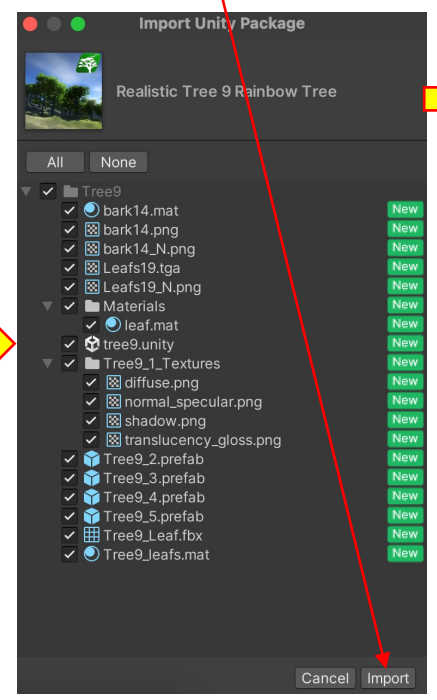 Import Unity Package
Realistic Tree 9 Rainbow Tree
All None
Tree9
bark14.mat New
bark14.png New
bark14_N.png New
Leafs19.tga New
Leafs19_N.png New
Materials New
leaf.mat New
tree9.unity New
Tree9_1_Textures New
diffuse.png New
normal_specular.png New
shadow.png New
translucency_gloss.png New
Tree9_2.prefab New
Tree9_3.prefab New
Tree9_4.prefab New
Tree9_5.prefab New
Tree9_Leaf.fbx New
Tree9_leafs.mat New
Cancel Import